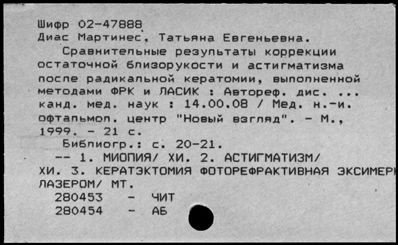 Шифр 02-47888
Диас Мартинес, Татьяна Евгеньевна.
Сравнительные результаты коррекции
остаточной близорукости и астигматизма
после радикальной кератомии, выполненной
методами ФРК и ЛАСИК : Автореф. дис. ...
канд. мед. наук : 14.00.08 / Мед. н.-и.
офтальмол. центр "Новый взгляд". - М.,
1999. - 21 с.
Библиогр.: с. 20-21.
-- 1. МИОПИЯ/ ХИ. 2. АСТИГМАТИЗМ/
ХИ. 3. КЕРАТЭКТОМИЯ ФОТОРЕФРАКТИВНАЯ ЭКСИМЕРН
ЛАЗЕРОМ/ МТ.
280453 - ЧИТ
280454 - АБ